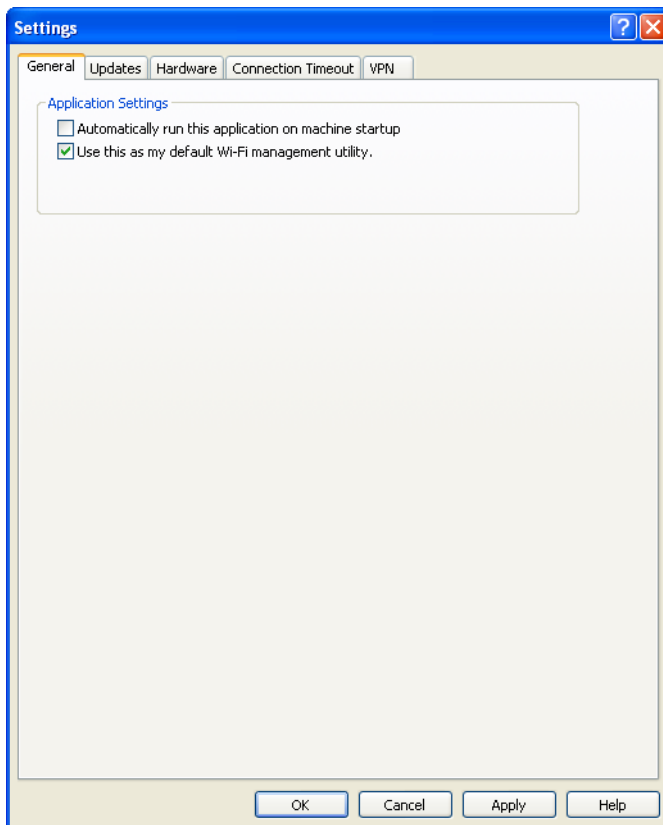 Settings
General Updates Hardware Connection Timeout VPN
Application Settings
Automatically run this application on machine startup
Use this as my default Wi-Fi management utility.
OK Cancel Apply Help